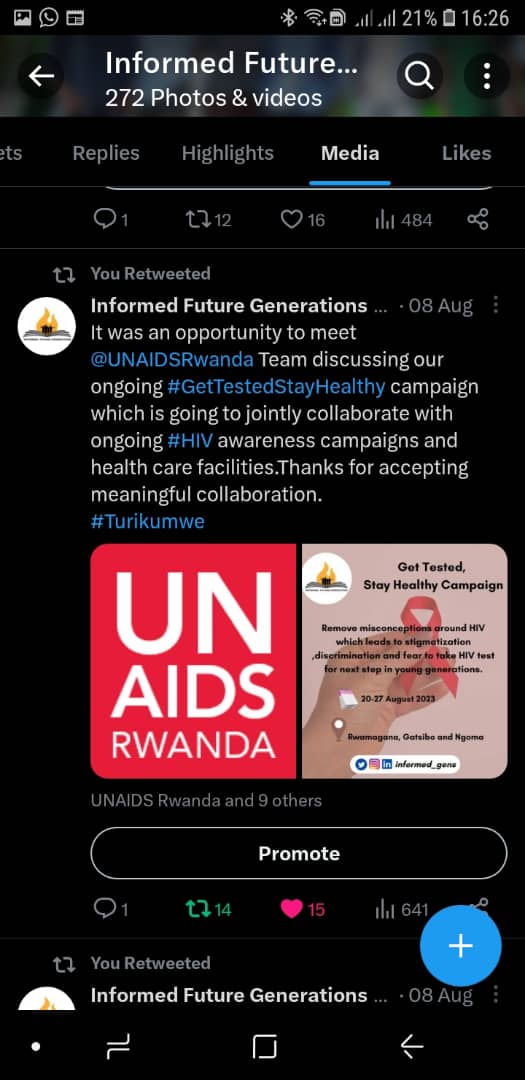 21% 16:26
Informed Future...
272 Photos & videos
ets Replies Highlights Media Likes
1 12 16 484
You Retweeted
Informed Future Generations ... · 08 Aug
It was an opportunity to meet
@UNAIDSRwanda Team discussing our
ongoing #GetTestedStayHealthy campaign
which is going to jointly collaborate with
ongoing #HIV awareness campaigns and
health care facilities.Thanks for accepting
meaningful collaboration.
#Turikumwe
UN
AIDS
RWANDA
Get Tested,
Stay Healthy Campaign
Remove misconceptions around HIV
which leads to stigmatization
,discrimination and fear to take HIV test
for next step in young generations.
20-27 August 2023
Rwamagana, Gatsibo and Ngoma
informed_gens
UNAIDS Rwanda and 9 others
Promote
1 14 15 641
You Retweeted
Informed Future Generations ... · 08 Aug